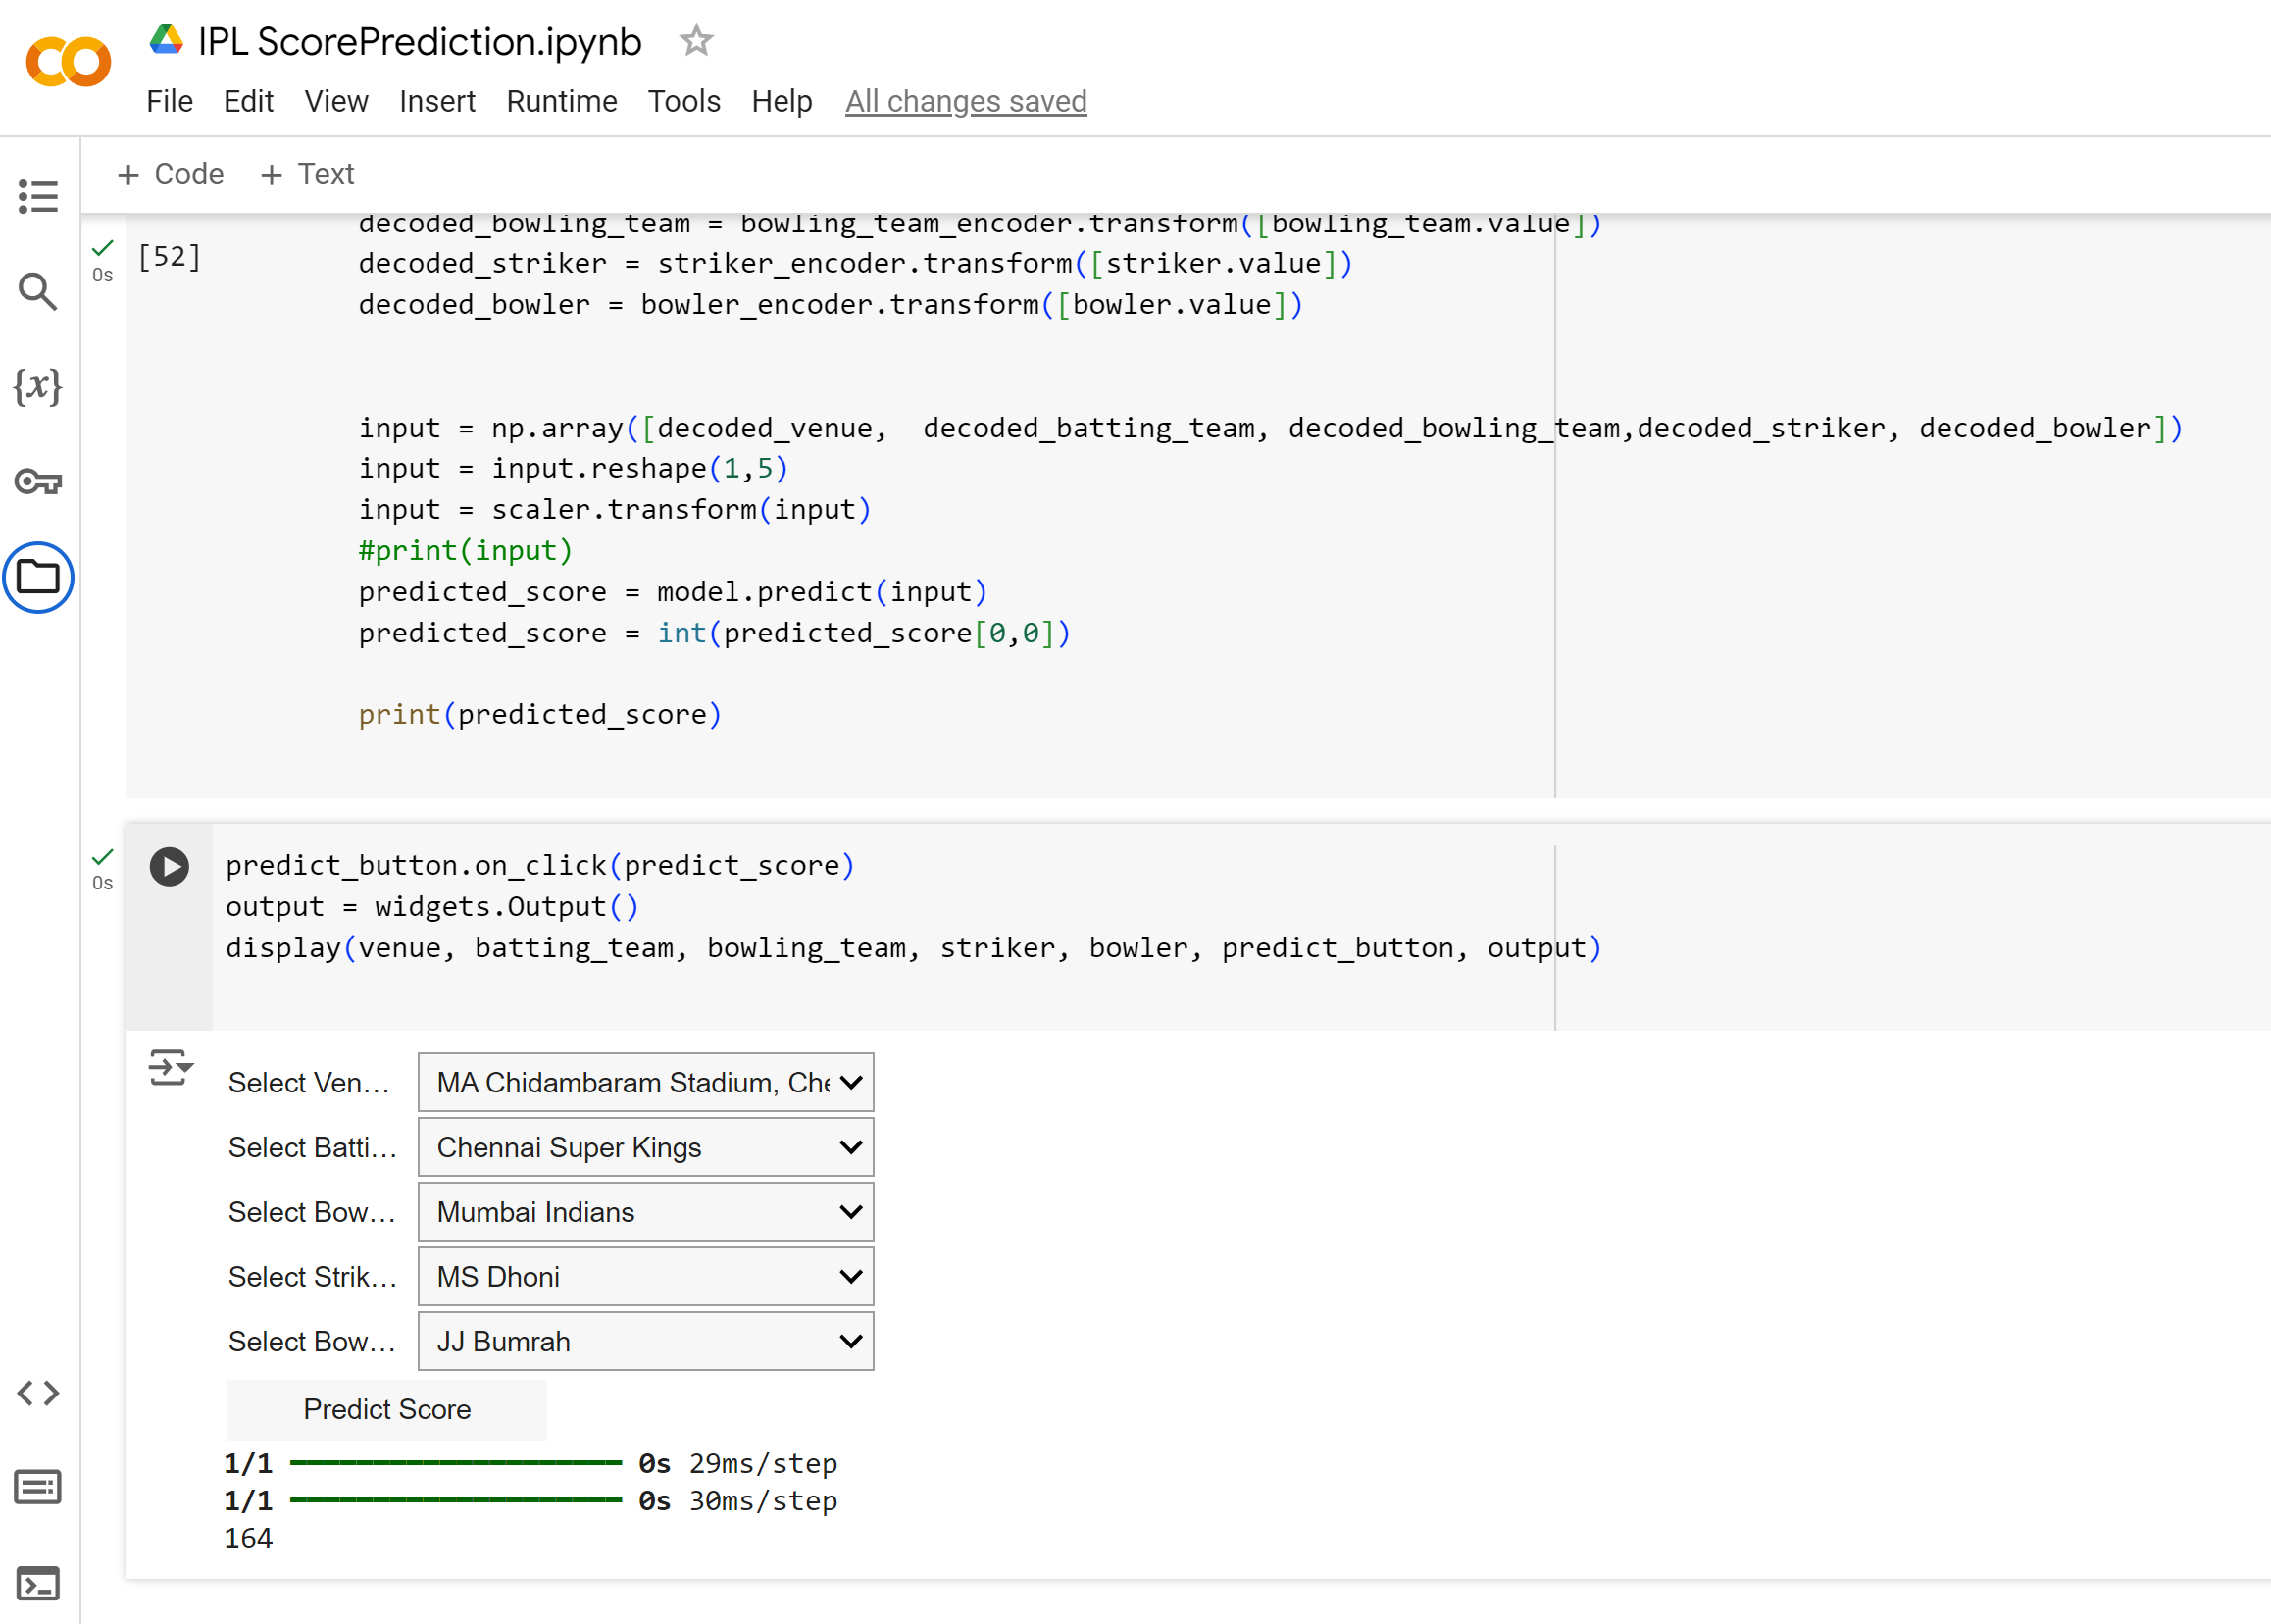 IPL ScorePrediction.ipynb
File Edit View Insert Runtime Tools Help All changes saved
+ Code + Text
decoded_bowling_team = bowling_team_encoder.transform([bowling_team.value])
[52]
0s
decoded_striker = striker_encoder.transform([striker.value])
decoded_bowler = bowler_encoder.transform([bowler.value])
{x}
input = np.array([decoded_venue,  decoded_batting_team, decoded_bowling_team,decoded_striker, decoded_bowler])
input = input.reshape(1,5)
input = scaler.transform(input)
#print(input)
predicted_score = model.predict(input)
predicted_score = int(predicted_score[0,0])
print(predicted_score)
0s
predict_button.on_click(predict_score)
output = widgets.Output()
display(venue, batting_team, bowling_team, striker, bowler, predict_button, output)
Select Ven… MA Chidambaram Stadium, Che
Select Batti… Chennai Super Kings
Select Bow… Mumbai Indians
Select Strik… MS Dhoni
Select Bow… JJ Bumrah
Predict Score
1/1 0s 29ms/step
1/1 0s 30ms/step
164